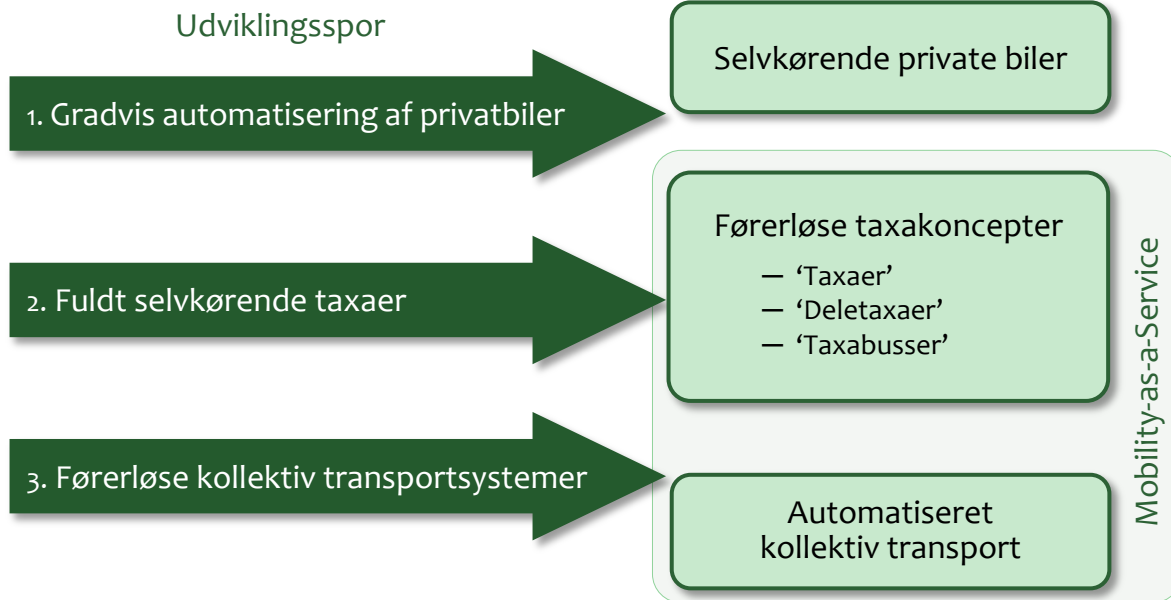 Udviklingsspor
1. Gradvis automatisering af privatbiler
Selvkørende private biler
2. Fuldt selvkørende taxaer
Førerløse taxakoncepter
— ‘Taxaer’
— ‘Deletaxaer’
— ‘Taxabusser’
3. Førerløse kollektiv transportsystemer
Automatiseret
kollektiv transport
Mobility-as-a-Service